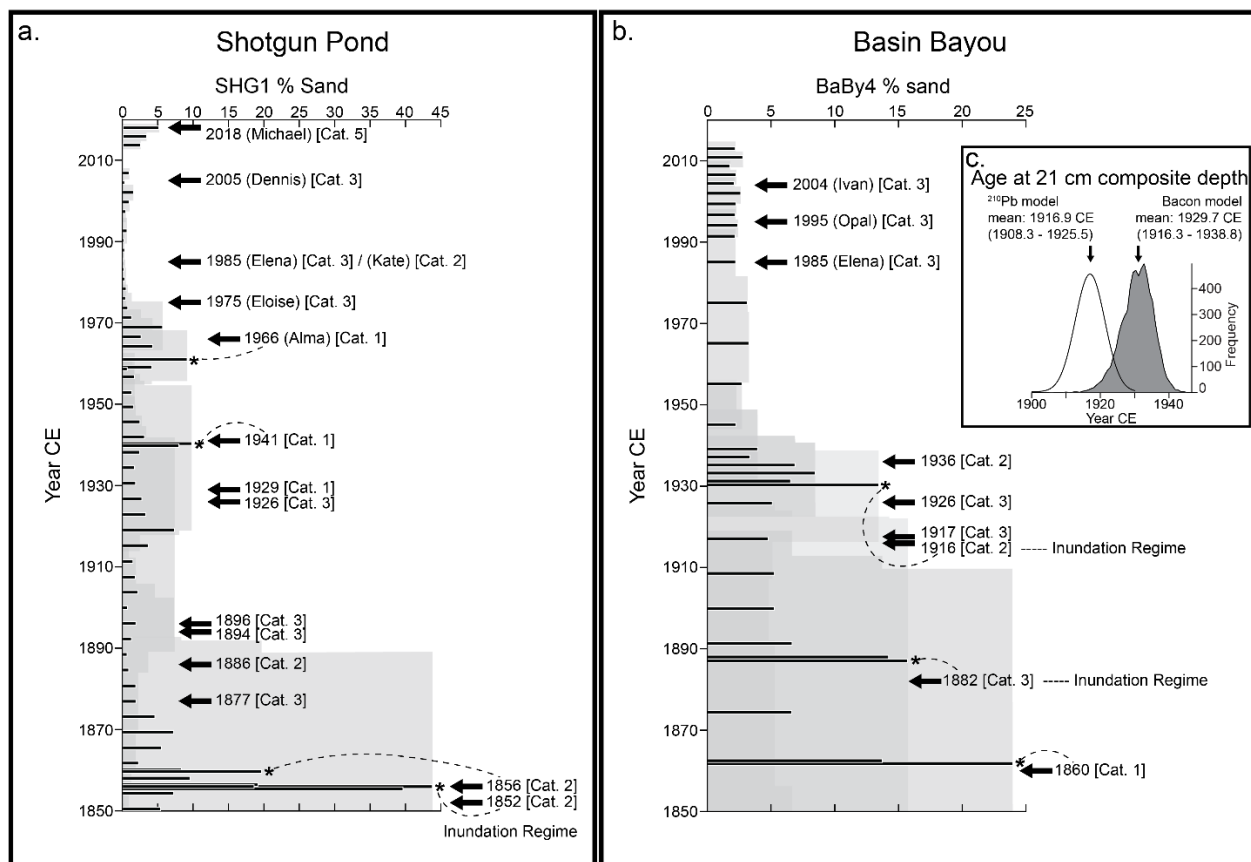 a.
Shotgun Pond
SHG1 % Sand
0 5 10 15 20 25 30 35 40 45
2018 (Michael) [Cat. 5]
2010
2005 (Dennis) [Cat. 3]
1990
1985 (Elena) [Cat. 3] / (Kate) [Cat. 2]
1975 (Eloise) [Cat. 3]
1970
1966 (Alma) [Cat. 1]
*
1950
* 1941 [Cat. 1]
Year CE
1930
1929 [Cat. 1]
1926 [Cat. 3]
1910
1896 [Cat. 3]
1894 [Cat. 3]
1890
1886 [Cat. 2]
1877 [Cat. 3]
1870
*
* 1856 [Cat. 2]
1852 [Cat. 2]
1850
Inundation Regime
b.
Basin Bayou
BaBy4 % sand
0 5 10 15 20 25
2010
2004 (Ivan) [Cat. 3]
1995 (Opal) [Cat. 3]
1990
1985 (Elena) [Cat. 3]
1970
1950
1936 [Cat. 2]
Year CE
1930
*
1926 [Cat. 3]
1917 [Cat. 3]
1916 [Cat. 2] ----- Inundation Regime
1910
1890
*
1882 [Cat. 3] ----- Inundation Regime
1870
*
1860 [Cat. 1]
1850
c.
Age at 21 cm composite depth
²¹⁰Pb model
mean: 1916.9 CE
(1908.3 - 1925.5)
Bacon model
mean: 1929.7 CE
(1916.3 - 1938.8)
400
300
200
100
0
Frequency
1900 1920 1940
Year CE